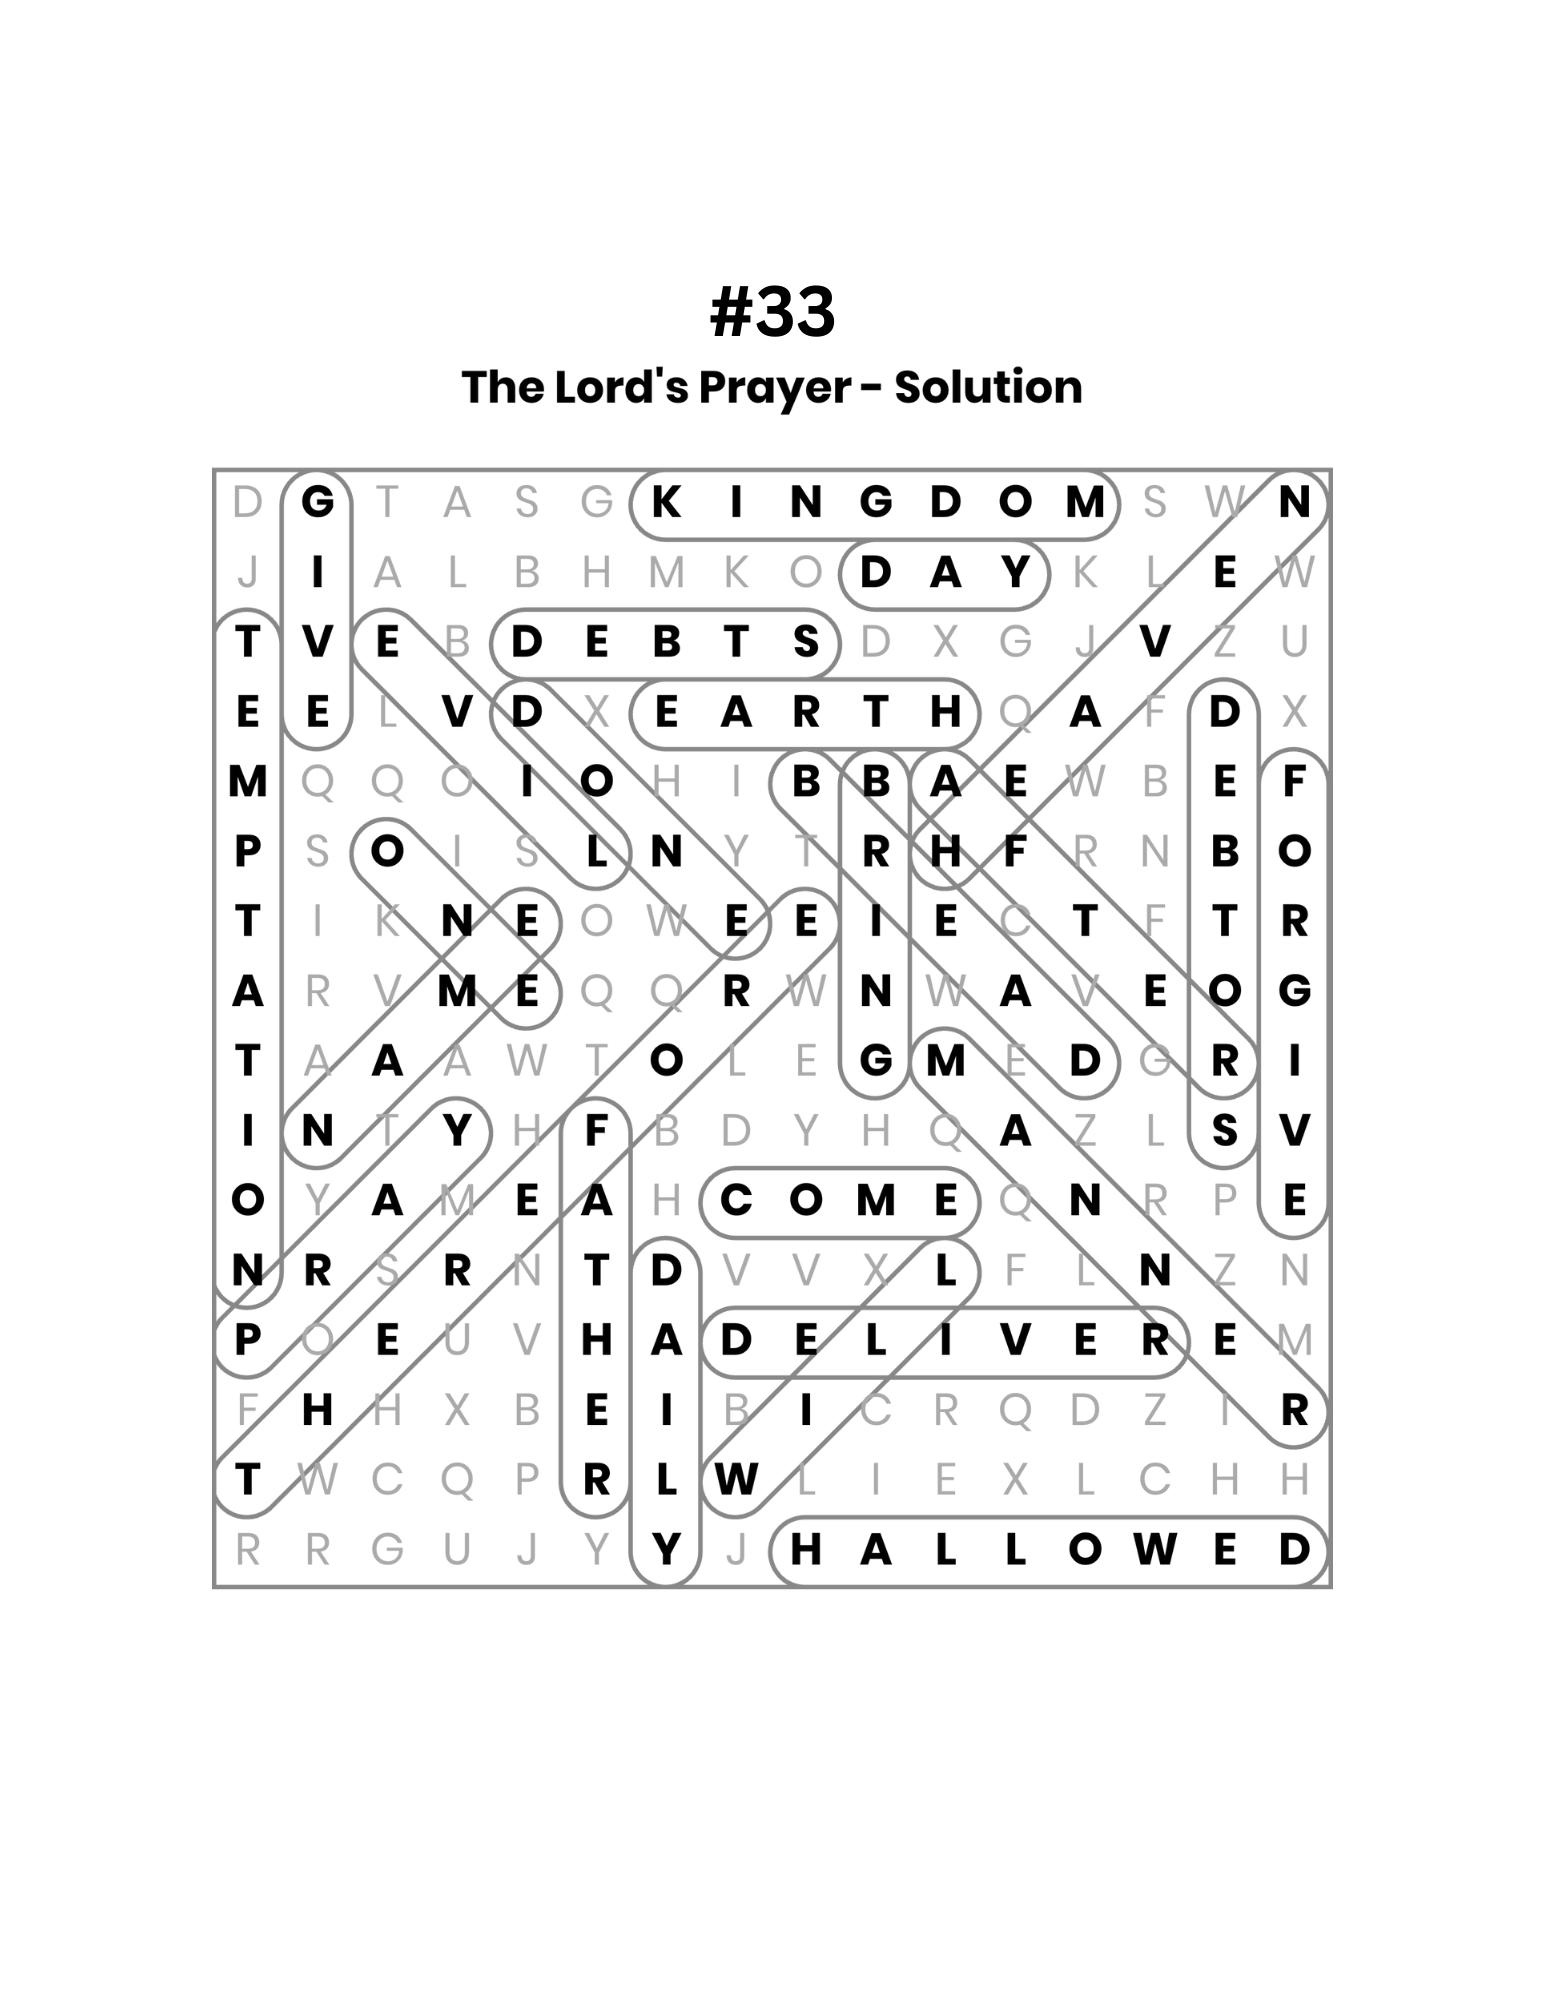 #33
The Lord's Prayer – Solution
D G T A S G K I N G D O M S W N
J I A L B H M K O D A Y K L E W
T V E B D E B T S D X G J V Z U
E E L V D X E A R T H Q A F D X
M Q Q O I O H I B B A E W B E F
P S O I S L N Y T R H F R N B O
T I K N E O W E E I E C T F T R
A R V M E Q Q R W N W A V E O G
T A A A W T O L E G M E D G R I
I N T Y H F B D Y H Q A Z L S V
O Y A M E A H C O M E Q N R P E
N R S R N T D V V X L F L N Z N
P O E U V H A D E L I V E R E M
F H H X B E I B I C R Q D Z I R
T W C Q P R L W L I E X L C H H
R R G U J Y Y J H A L L O W E D